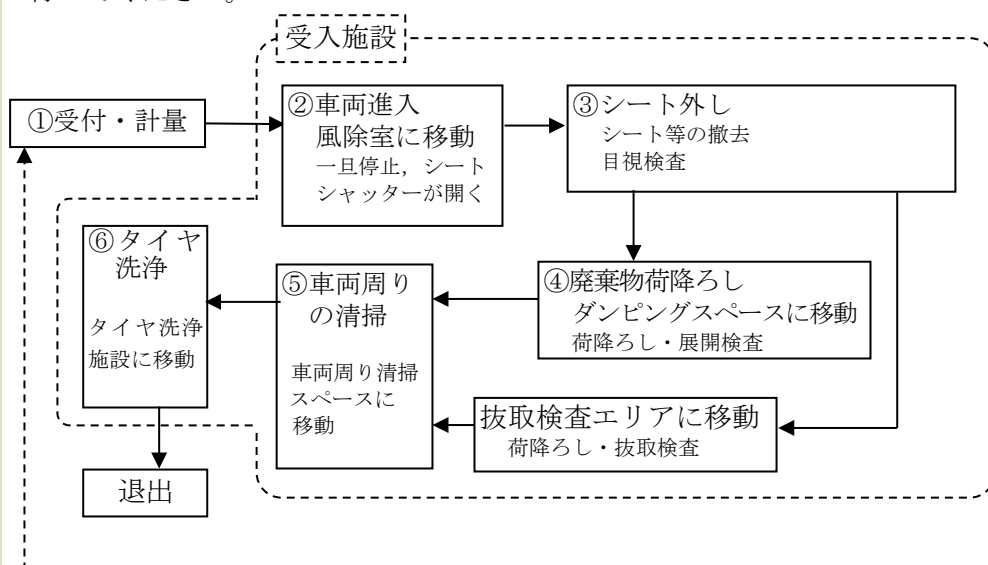 受入施設
①受付・計量
②車両進入
風除室に移動
一旦停止，シート
シャッターが開く
③シート外し
シート等の撤去
目視検査
④廃棄物荷降ろし
ダンピングスペースに移動
荷降ろし・展開検査
抜取検査エリアに移動
荷降ろし・抜取検査
⑤車両周り
の清掃
車両周り清掃
スペースに
移動
⑥タイヤ
洗浄
タイヤ洗浄
施設に移動
退出